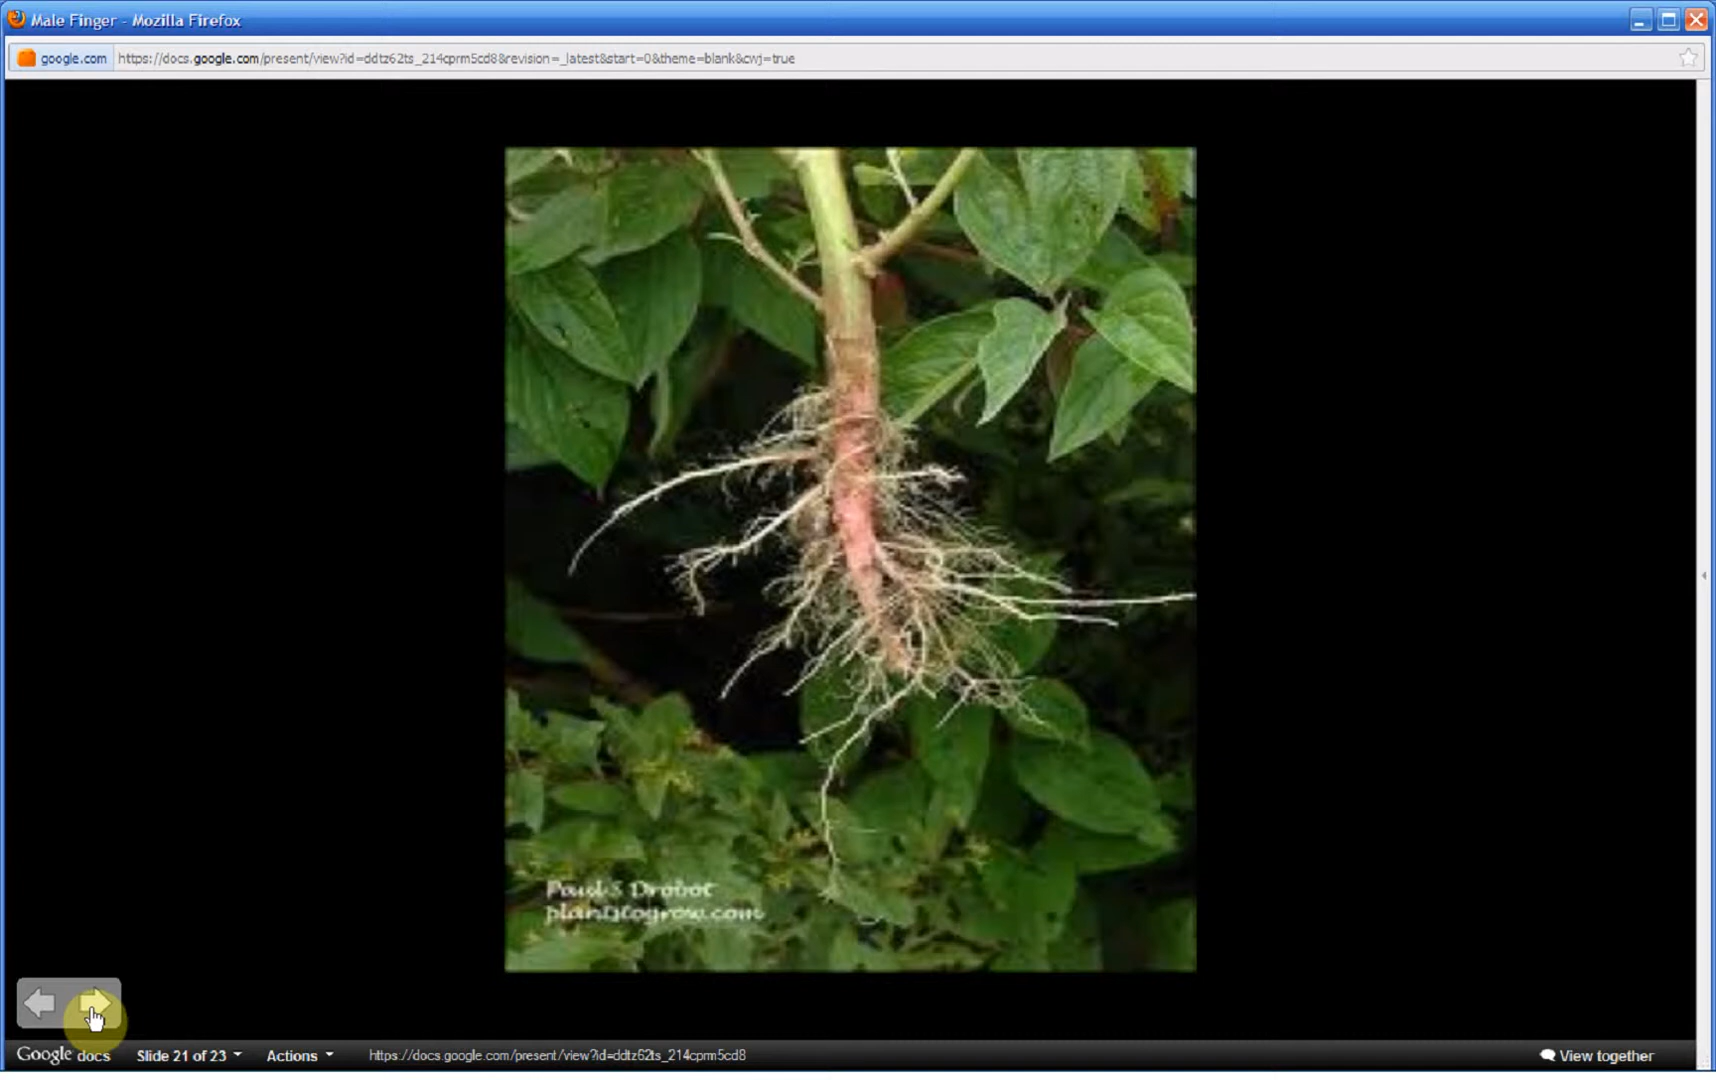 Male Finger - Mozilla Firefox
google.com https://docs.google.com/present/view?id=ddtz62ts_214cprm5cd8&revision=_latest&start=0&theme=blank&cwj=true
Paul S Drobot
plantstogrow.com
Google docs Slide 21 of 23 Actions https://docs.google.com/present/view?id=ddtz62ts_214cprm5cd8 View together